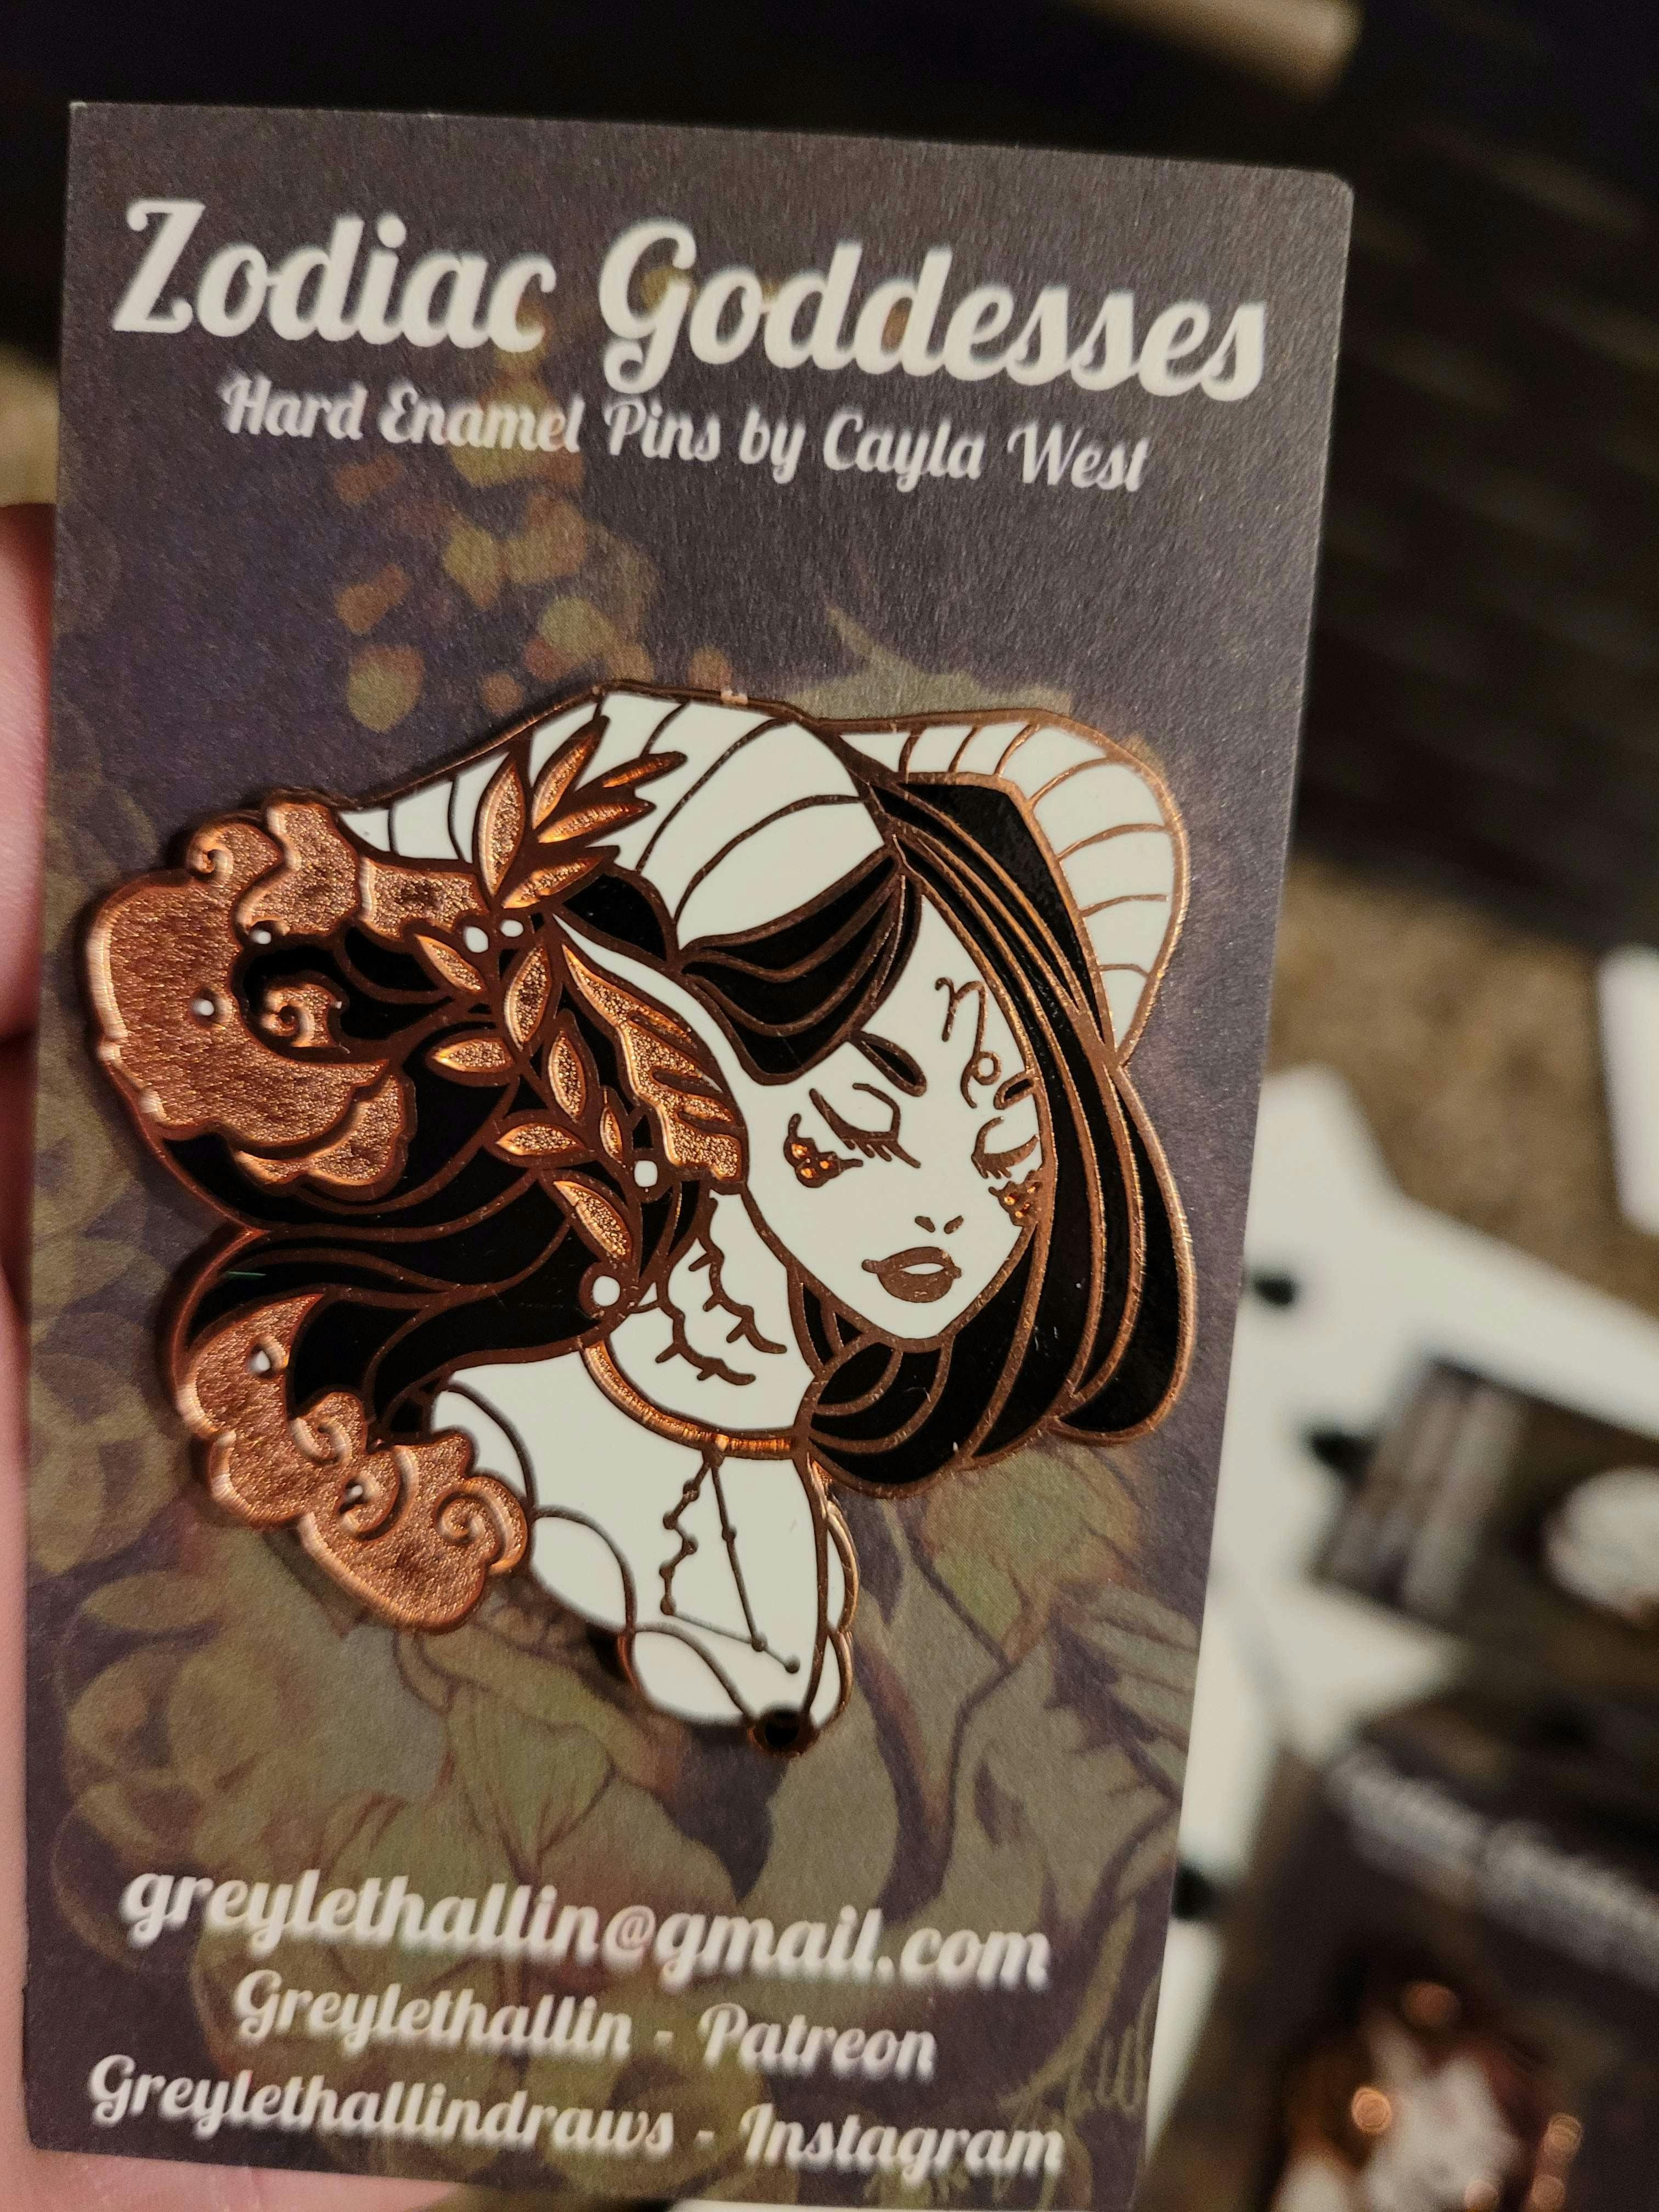 Zodiac Goddesses
Hard Enamel Pins by Cayla West
greylethallin@gmail.com
Greylethallin - Patreon
Greylethallindraws - Instagram